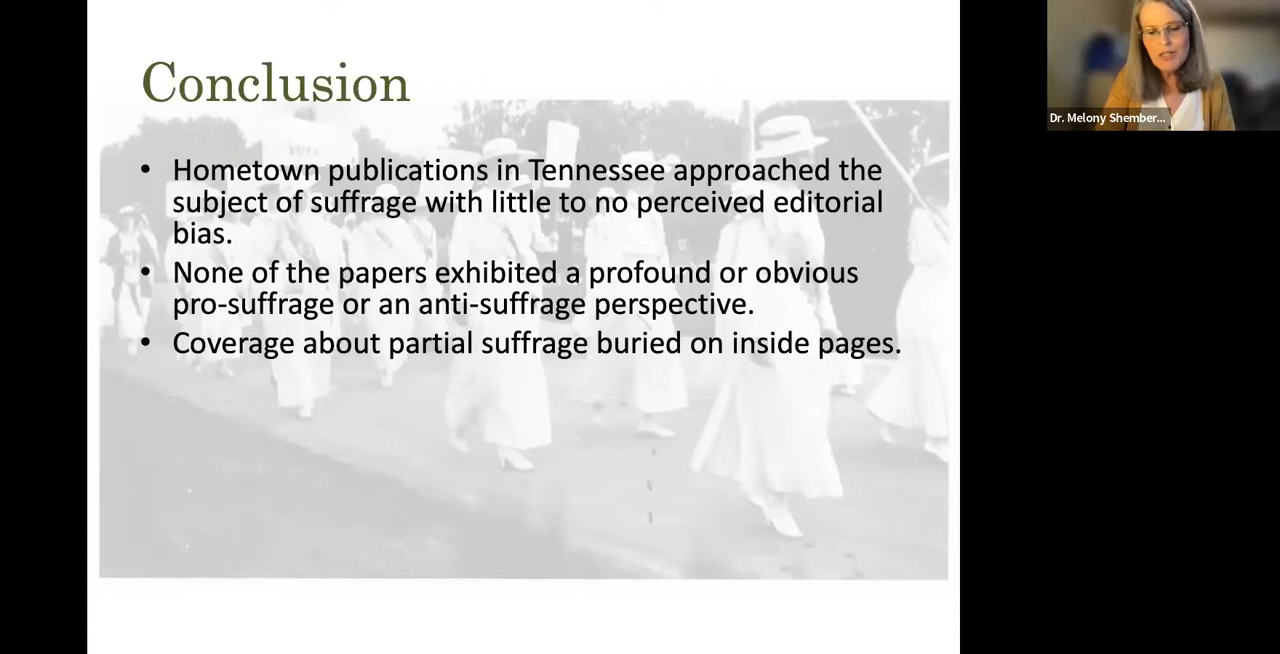 Conclusion
• Hometown publications in Tennessee approached the
subject of suffrage with little to no perceived editorial
bias.
• None of the papers exhibited a profound or obvious
pro-suffrage or an anti-suffrage perspective.
• Coverage about partial suffrage buried on inside pages.
Dr. Melony Shember...